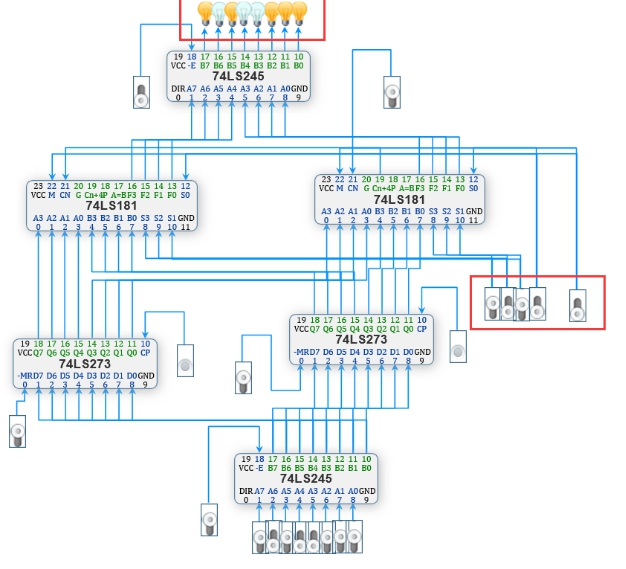 19 18 17 16 15 14 13 12 11 10
VCC -E B7 B6 B5 B4 B3 B2 B1 B0
74LS245
DIR A7 A6 A5 A4 A3 A2 A1 A0 GND
0 1 2 3 4 5 6 7 8 9
23 22 21 20 19 18 17 16 15 14 13 12
VCC M CN G Cn+4 P A=B F3 F2 F1 F0 S0
74LS181
A3 A2 A1 A0 B3 B2 B1 B0 S3 S2 S1 GND
0 1 2 3 4 5 6 7 8 9 10 11
23 22 21 20 19 18 17 16 15 14 13 12
VCC M CN G Cn+4 P A=B F3 F2 F1 F0 S0
74LS181
A3 A2 A1 A0 B3 B2 B1 B0 S3 S2 S1 GND
0 1 2 3 4 5 6 7 8 9 10 11
19 18 17 16 15 14 13 12 11 10
VCC Q7 Q6 Q5 Q4 Q3 Q2 Q1 Q0 CP
74LS273
-MR D7 D6 D5 D4 D3 D2 D1 D0 GND
0 1 2 3 4 5 6 7 8 9
19 18 17 16 15 14 13 12 11 10
VCC Q7 Q6 Q5 Q4 Q3 Q2 Q1 Q0 CP
74LS273
-MR D7 D6 D5 D4 D3 D2 D1 D0 GND
0 1 2 3 4 5 6 7 8 9
19 18 17 16 15 14 13 12 11 10
VCC -E B7 B6 B5 B4 B3 B2 B1 B0
74LS245
DIR A7 A6 A5 A4 A3 A2 A1 A0 GND
0 1 2 3 4 5 6 7 8 9